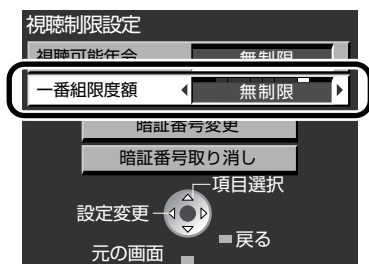 視聴制限設定
視聴可能年令 無制限
一番組限度額 無制限
暗証番号変更
暗証番号取り消し
項目選択
設定変更
戻る
元の画面